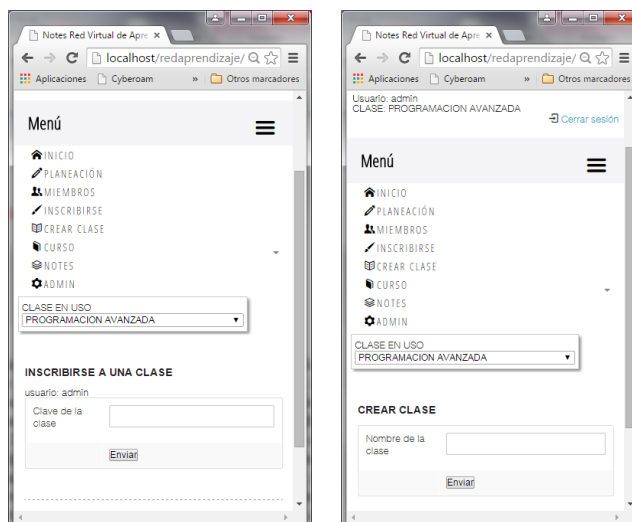 Notes Red Virtual de Apre
localhost/redaprendizaje/
Aplicaciones Cyberoam » Otros marcadores
Menú
INICIO
PLANEACIÓN
MIEMBROS
INSCRIBIRSE
CREAR CLASE
CURSO
NOTES
ADMIN
CLASE EN USO
PROGRAMACION AVANZADA
INSCRIBIRSE A UNA CLASE
usuario: admin
Clave de la
clase
Enviar
Notes Red Virtual de Apre
localhost/redaprendizaje/
Aplicaciones Cyberoam » Otros marcadores
Usuario: admin
CLASE: PROGRAMACION AVANZADA
Cerrar sesión
Menú
INICIO
PLANEACIÓN
MIEMBROS
INSCRIBIRSE
CREAR CLASE
CURSO
NOTES
ADMIN
CLASE EN USO
PROGRAMACION AVANZADA
CREAR CLASE
Nombre de la
clase
Enviar